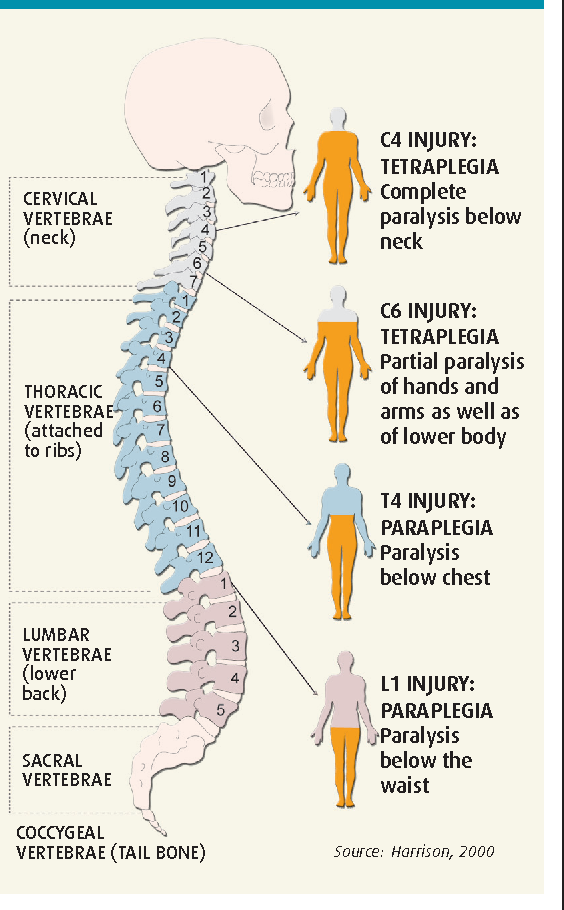 C4 INJURY:
TETRAPLEGIA
Complete
paralysis below
neck
CERVICAL
VERTEBRAE
(neck)
1
2
3
4
5
6
7
C6 INJURY:
TETRAPLEGIA
Partial paralysis
of hands and
arms as well as
of lower body
THORACIC
VERTEBRAE
(attached
to ribs)
1
2
3
4
5
6
7
8
9
10
11
12
T4 INJURY:
PARAPLEGIA
Paralysis
below chest
LUMBAR
VERTEBRAE
(lower
back)
1
2
3
4
5
L1 INJURY:
PARAPLEGIA
Paralysis
below the
waist
SACRAL
VERTEBRAE
COCCYGEAL
VERTEBRAE (TAIL BONE)
Source: Harrison, 2000